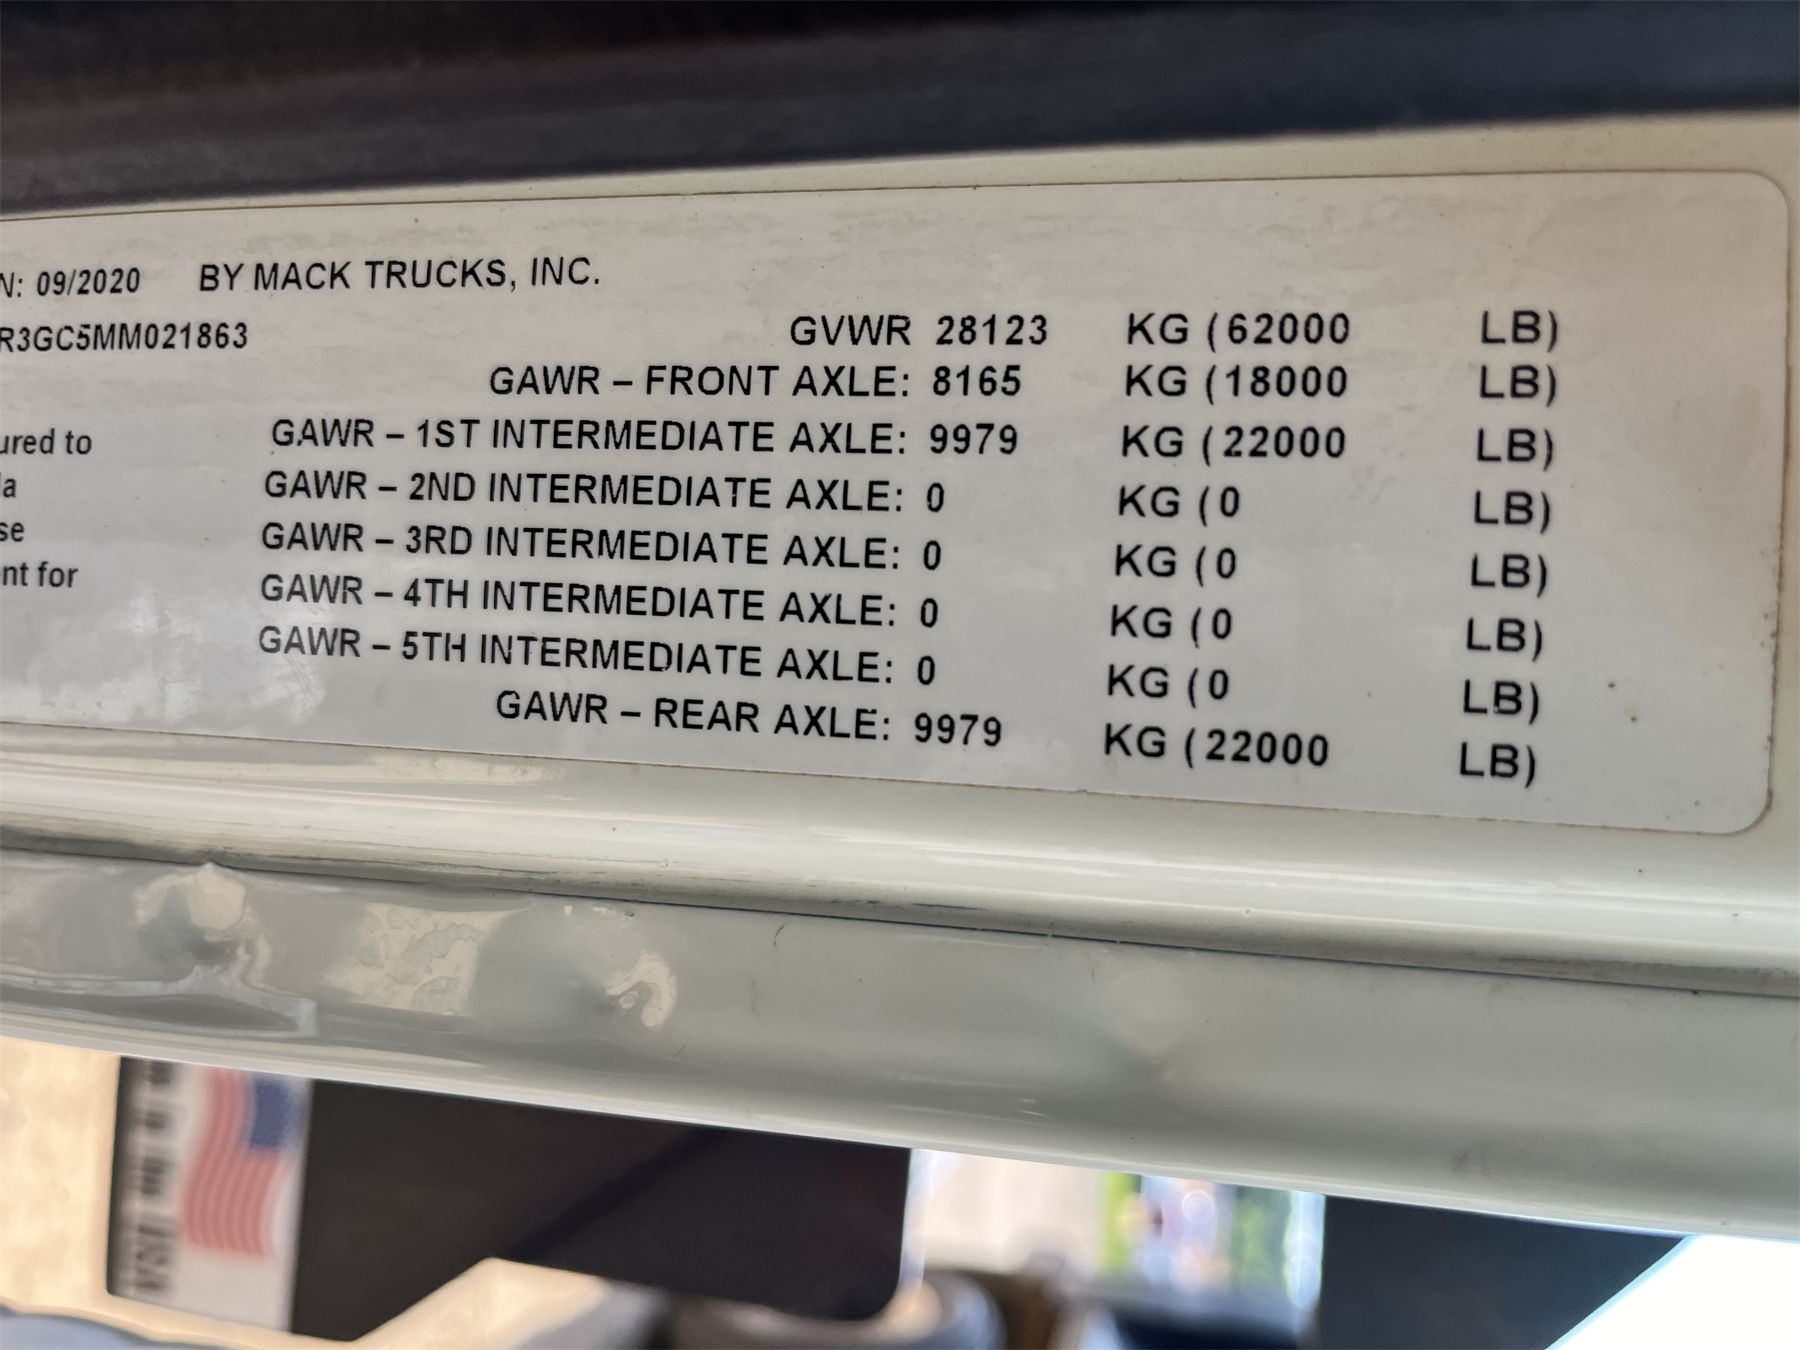 N: 09/2020 BY MACK TRUCKS, INC.
R3GC5MM021863
GVWR 28123 KG (62000 LB)
GAWR – FRONT AXLE: 8165 KG (18000 LB)
ured to
GAWR – 1ST INTERMEDIATE AXLE: 9979 KG (22000 LB)
la
GAWR – 2ND INTERMEDIATE AXLE: 0 KG (0 LB)
se
GAWR – 3RD INTERMEDIATE AXLE: 0 KG (0 LB)
nt for
GAWR – 4TH INTERMEDIATE AXLE: 0 KG (0 LB)
GAWR – 5TH INTERMEDIATE AXLE: 0 KG (0 LB)
GAWR – REAR AXLE: 9979 KG (22000 LB)